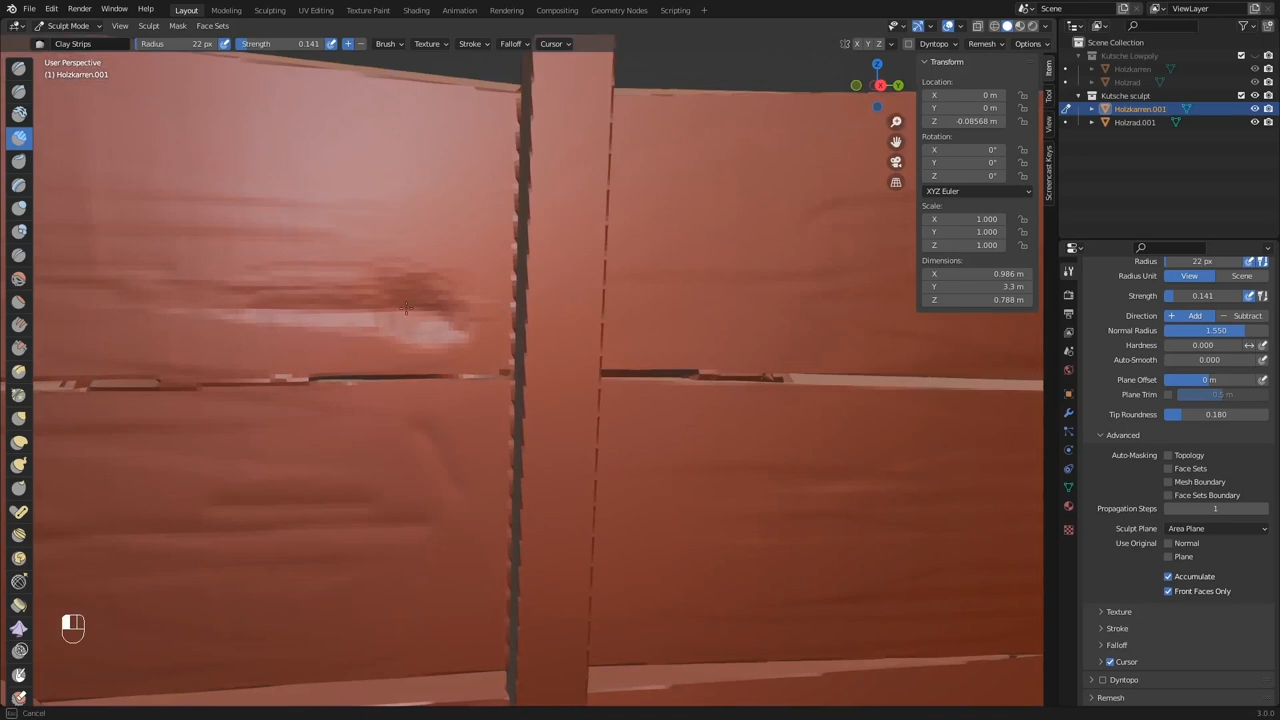 File Edit Render Window Help Layout Modeling Sculpting UV Editing Texture Paint Shading Animation Rendering Compositing Geometry Nodes Scripting + Scene ViewLayer
Sculpt Mode View Sculpt Mask Face Sets
Clay Strips Radius 22 px Strength 0.141 + − Brush Texture Stroke Falloff Cursor X Y Z Dyntopo Remesh Options
User Perspective
(1) Holzkarren.001
Z
X
Y
Transform
Location:
X 0 m
Y 0 m
Z -0.08568 m
Rotation:
X 0°
Y 0°
Z 0°
XYZ Euler
Scale:
X 1.000
Y 1.000
Z 1.000
Dimensions:
X 0.986 m
Y 3.3 m
Z 0.788 m
Item
Tool
View
Screencast Keys
Scene Collection
Kutsche Lowpoly
Holzkarren
Holzrad
Kutsche sculpt
Holzkarren.001
Holzrad.001
Radius 22 px
Radius Unit View Scene
Strength 0.141
Direction + Add − Subtract
Normal Radius 1.550
Hardness 0.000
Auto-Smooth 0.000
Plane Offset 0 m
Plane Trim 0.5 m
Tip Roundness 0.180
Advanced
Auto-Masking Topology
Face Sets
Mesh Boundary
Face Sets Boundary
Propagation Steps 1
Sculpt Plane Area Plane
Use Original Normal
Plane
Accumulate
Front Faces Only
Texture
Stroke
Falloff
Cursor
Dyntopo
Remesh
Cancel 3.0.0